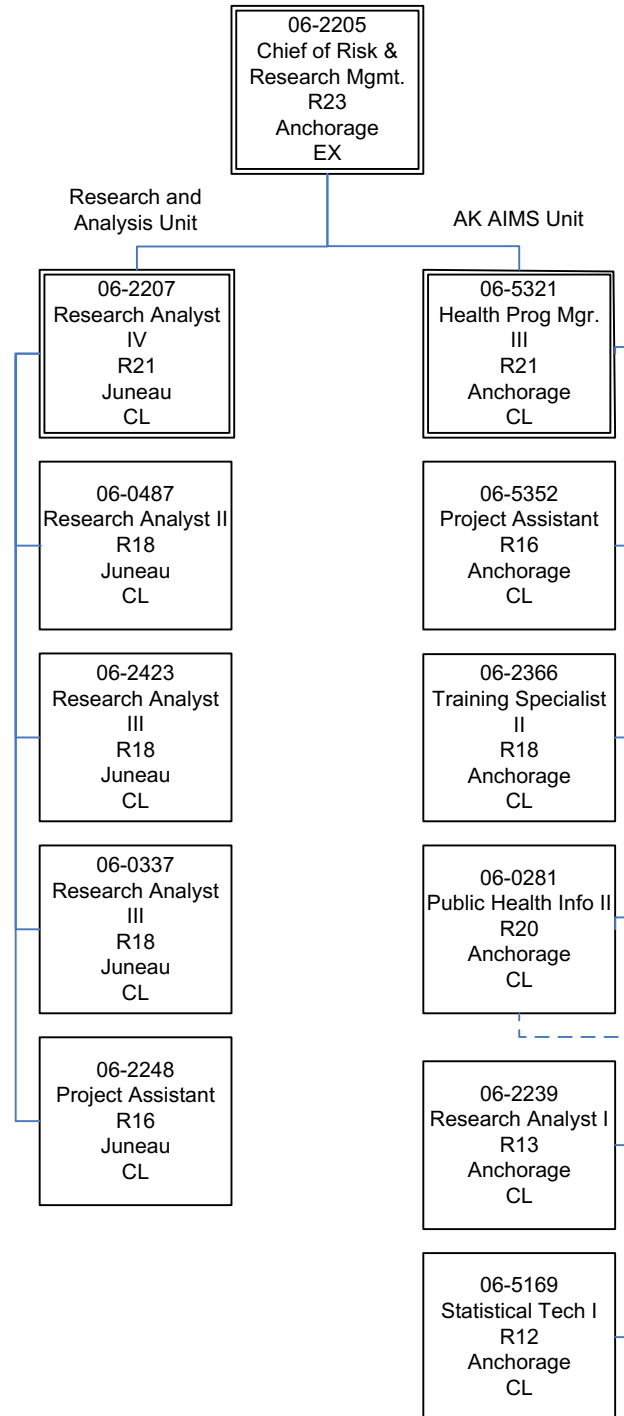 06-2205
Chief of Risk &
Research Mgmt.
R23
Anchorage
EX
Research and
Analysis Unit
AK AIMS Unit
06-2207
Research Analyst
IV
R21
Juneau
CL
06-0487
Research Analyst II
R18
Juneau
CL
06-2423
Research Analyst
III
R18
Juneau
CL
06-0337
Research Analyst
III
R18
Juneau
CL
06-2248
Project Assistant
R16
Juneau
CL
06-5321
Health Prog Mgr.
III
R21
Anchorage
CL
06-5352
Project Assistant
R16
Anchorage
CL
06-2366
Training Specialist
II
R18
Anchorage
CL
06-0281
Public Health Info II
R20
Anchorage
CL
06-2239
Research Analyst I
R13
Anchorage
CL
06-5169
Statistical Tech I
R12
Anchorage
CL